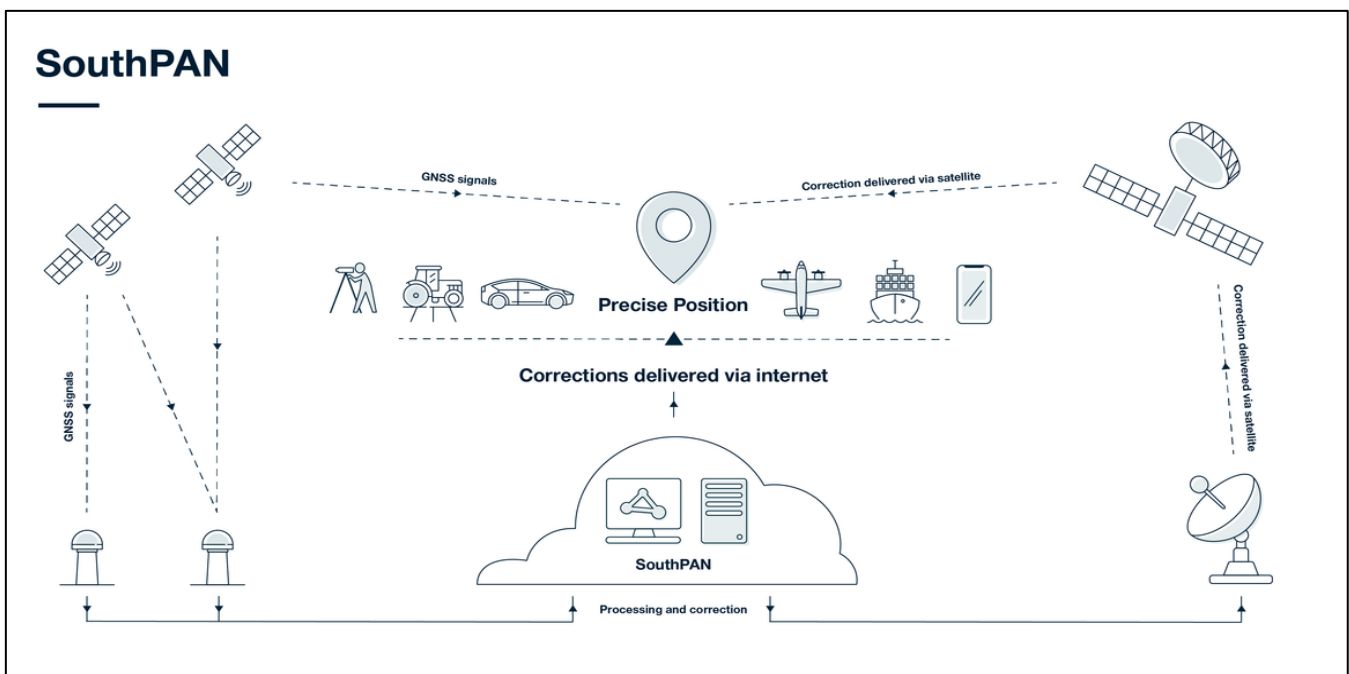 SouthPAN
GNSS signals
Correction delivered via satellite
Precise Position
Corrections delivered via internet
GNSS signals
Correction delivered via satellite
SouthPAN
Processing and correction